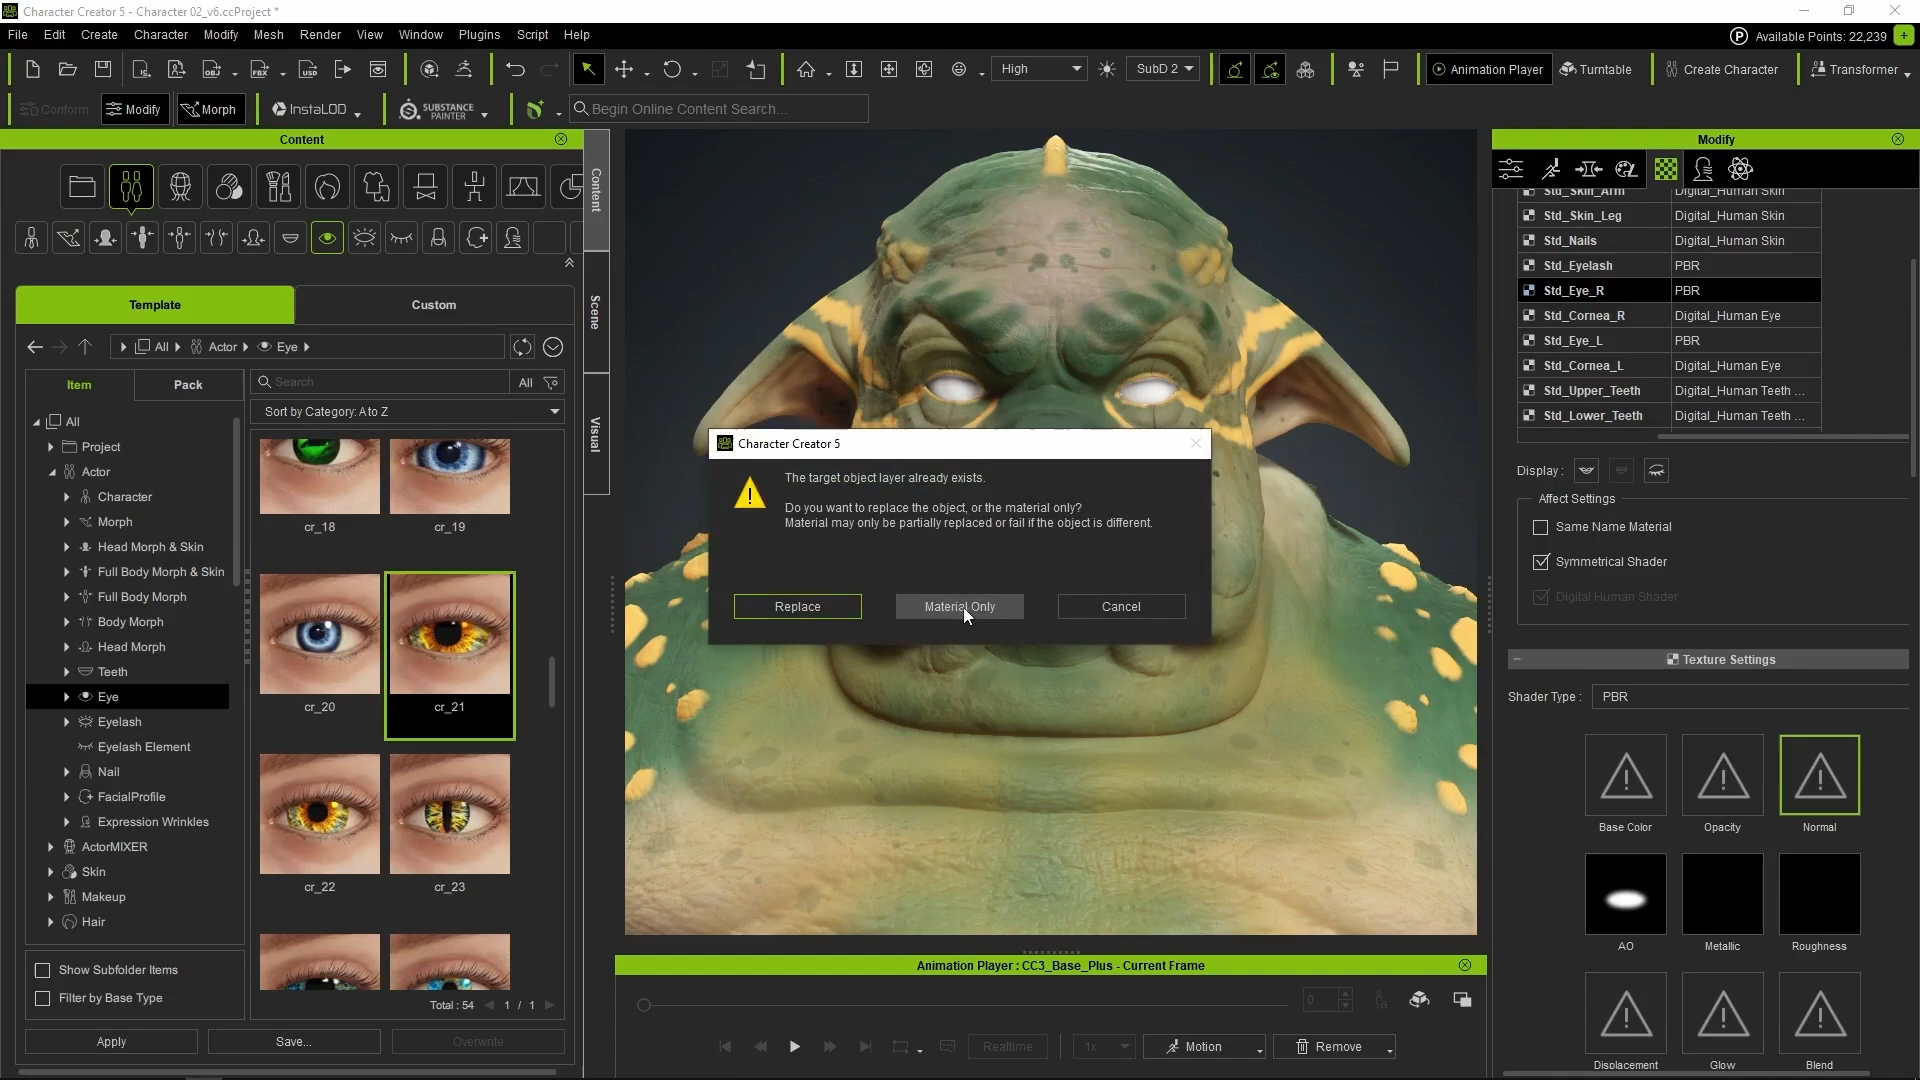 Character Creator 5 - Character 02_v6.ccProject *
File Edit Create Character Modify Mesh Render View Window Plugins Script Help
Available Points: 22,239
High
SubD 2
Animation Player
Turntable
Create Character
Transformer
Conform
Modify
Morph
InstaLOD
SUBSTANCE PAINTER
Begin Online Content Search...
Content
Template
Custom
All
Actor
Eye
Item
Pack
Search
All
Sort by Category: A to Z
All
Project
Actor
Character
Morph
Head Morph & Skin
Full Body Morph & Skin
Full Body Morph
Body Morph
Head Morph
Teeth
Eye
Eyelash
Eyelash Element
Nail
FacialProfile
Expression Wrinkles
ActorMIXER
Skin
Makeup
Hair
cr_18
cr_19
cr_20
cr_21
cr_22
cr_23
Show Subfolder Items
Filter by Base Type
Total : 54
1 / 1
Apply
Save...
Overwrite
Content
Scene
Visual
Character Creator 5
The target object layer already exists.
Do you want to replace the object, or the material only?
Material may only be partially replaced or fail if the object is different.
Replace
Material Only
Cancel
Animation Player : CC3_Base_Plus - Current Frame
0
Realtime
1x
Motion
Remove
Modify
Std_Skin_Arm Digital_Human Skin
Std_Skin_Leg Digital_Human Skin
Std_Nails Digital_Human Skin
Std_Eyelash PBR
Std_Eye_R PBR
Std_Cornea_R Digital_Human Eye
Std_Eye_L PBR
Std_Cornea_L Digital_Human Eye
Std_Upper_Teeth Digital_Human Teeth ...
Std_Lower_Teeth Digital_Human Teeth ...
Display :
Affect Settings
Same Name Material
Symmetrical Shader
Digital Human Shader
Texture Settings
Shader Type : PBR
Base Color
Opacity
Normal
AO
Metallic
Roughness
Displacement
Glow
Blend